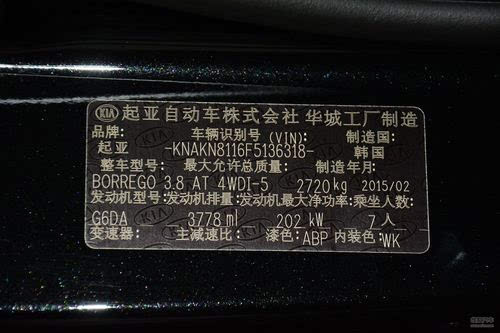 KIA 起亚自动车株式会社 华城工厂制造
品牌: 车辆识别号 (VIN): 制造国:
起亚 -KNAKN8116F5136318- 韩国
整车型号: 最大允许总质量: 制造年月:
BORREGO 3.8 AT 4WDI-5 2720kg 2015/02
发动机型号: 发动机排量: 发动机最大净功率: 乘坐人数:
G6DA 3778 ml 202 kW 7人
变速器: 主减速比: 漆色: ABP 内装色: WK